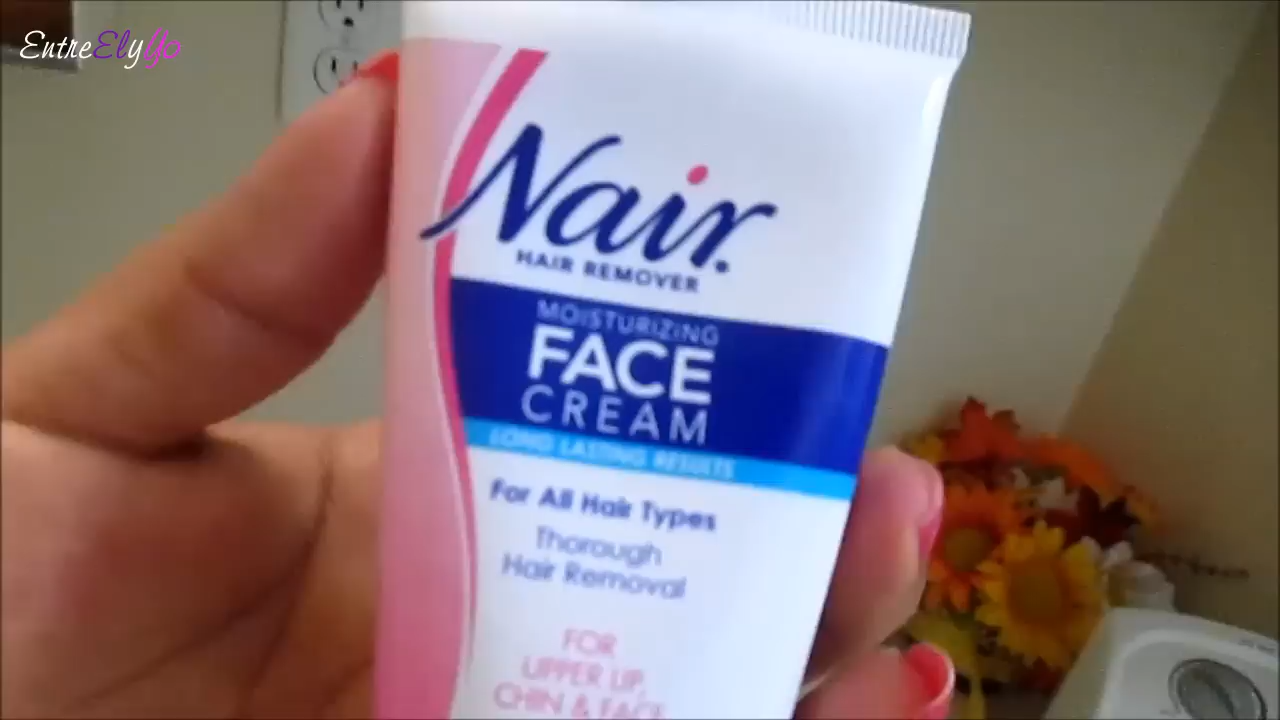 EntreElyYo
Nair
HAIR REMOVER
MOISTURIZING
FACE
CREAM
LONG LASTING RESULTS
For All Hair Types
Thorough
Hair Removal
FOR
UPPER LIP,
CHIN & FACE